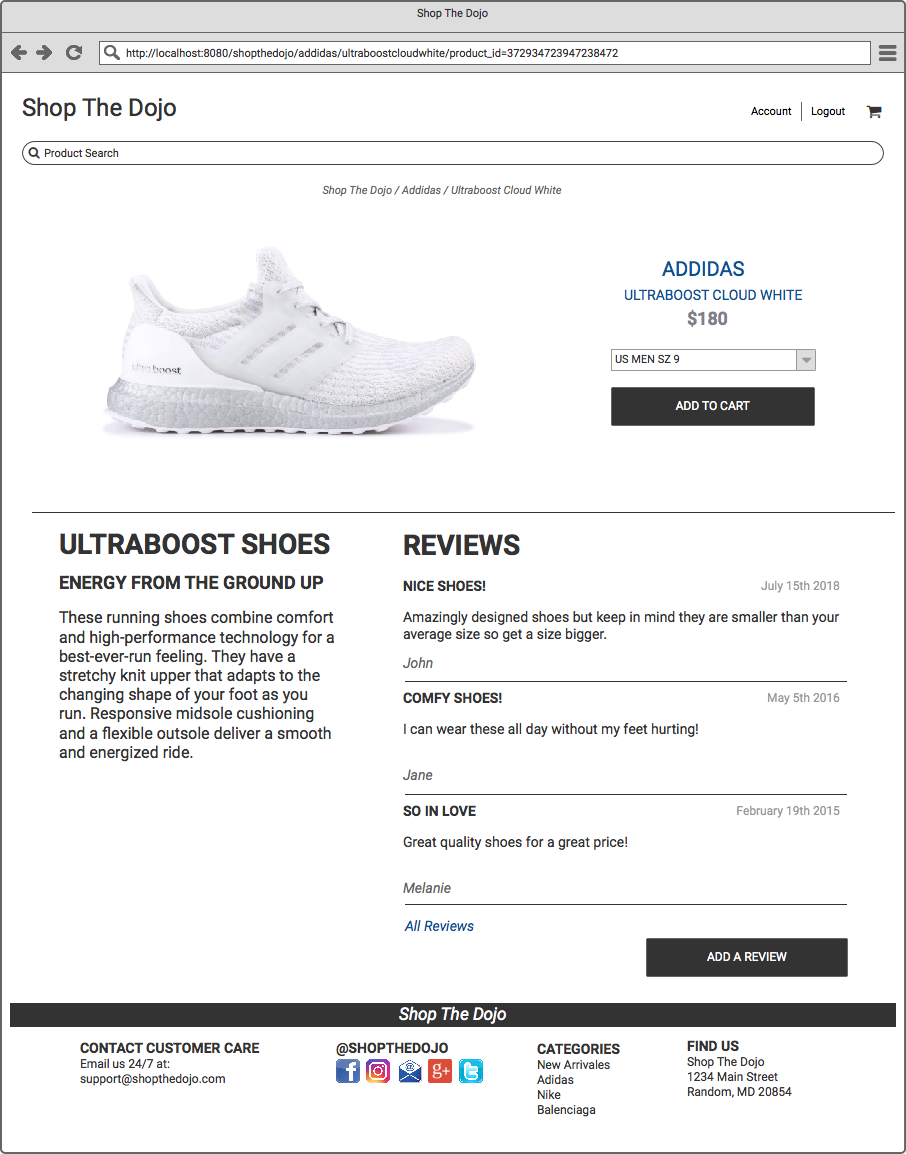 Shop The Dojo
http://localhost:8080/shopthedojo/addidas/ultraboostcloudwhite/product_id=372934723947238472
Shop The Dojo
Account
Logout
Product Search
Shop The Dojo / Addidas / Ultraboost Cloud White
ultra boost
ADDIDAS
ULTRABOOST CLOUD WHITE
$180
US MEN SZ 9
ADD TO CART
ULTRABOOST SHOES
ENERGY FROM THE GROUND UP
These running shoes combine comfort
and high-performance technology for a
best-ever-run feeling. They have a
stretchy knit upper that adapts to the
changing shape of your foot as you
run. Responsive midsole cushioning
and a flexible outsole deliver a smooth
and energized ride.
REVIEWS
NICE SHOES!
July 15th 2018
Amazingly designed shoes but keep in mind they are smaller than your
average size so get a size bigger.
John
COMFY SHOES!
May 5th 2016
I can wear these all day without my feet hurting!
Jane
SO IN LOVE
February 19th 2015
Great quality shoes for a great price!
Melanie
All Reviews
ADD A REVIEW
Shop The Dojo
CONTACT CUSTOMER CARE
Email us 24/7 at:
support@shopthedojo.com
@SHOPTHEDOJO
f
@
g+
t
CATEGORIES
New Arrivales
Adidas
Nike
Balenciaga
FIND US
Shop The Dojo
1234 Main Street
Random, MD 20854